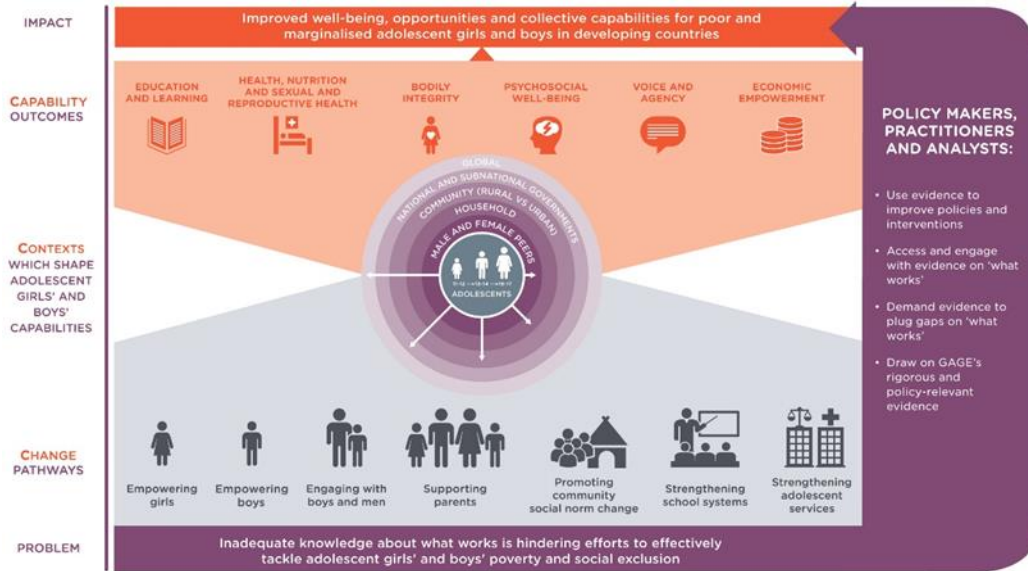 IMPACT
Improved well-being, opportunities and collective capabilities for poor and
marginalised adolescent girls and boys in developing countries
CAPABILITY
OUTCOMES
EDUCATION
AND LEARNING
HEALTH, NUTRITION
AND SEXUAL AND
REPRODUCTIVE HEALTH
BODILY
INTEGRITY
PSYCHOSOCIAL
WELL-BEING
VOICE AND
AGENCY
ECONOMIC
EMPOWERMENT
POLICY MAKERS,
PRACTITIONERS
AND ANALYSTS:
• Use evidence to
improve policies and
interventions
• Access and engage
with evidence on ‘what
works’
• Demand evidence to
plug gaps on ‘what
works’
• Draw on GAGE’s
rigorous and
policy-relevant
evidence
CONTEXTS
WHICH SHAPE
ADOLESCENT
GIRLS’ AND
BOYS’
CAPABILITIES
GLOBAL
NATIONAL AND SUBNATIONAL GOVERNMENTS
COMMUNITY (RURAL VS URBAN)
HOUSEHOLD
MALE AND FEMALE PEERS
ADOLESCENTS
CHANGE
PATHWAYS
Empowering
girls
Empowering
boys
Engaging with
boys and men
Supporting
parents
Promoting
community
social norm change
Strengthening
school systems
Strengthening
adolescent
services
PROBLEM
Inadequate knowledge about what works is hindering efforts to effectively
tackle adolescent girls’ and boys’ poverty and social exclusion